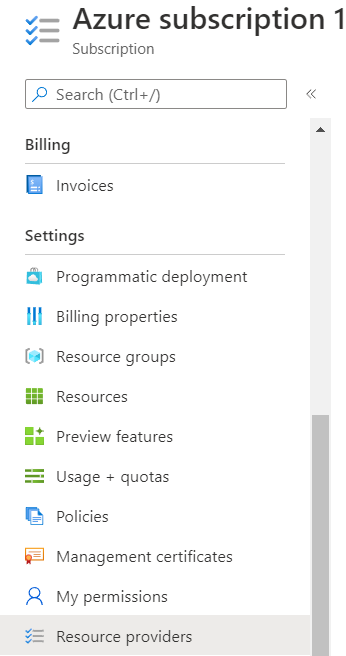 Azure subscription 1
Subscription
Search (Ctrl+/)
Billing
Invoices
Settings
Programmatic deployment
Billing properties
Resource groups
Resources
Preview features
Usage + quotas
Policies
Management certificates
My permissions
Resource providers